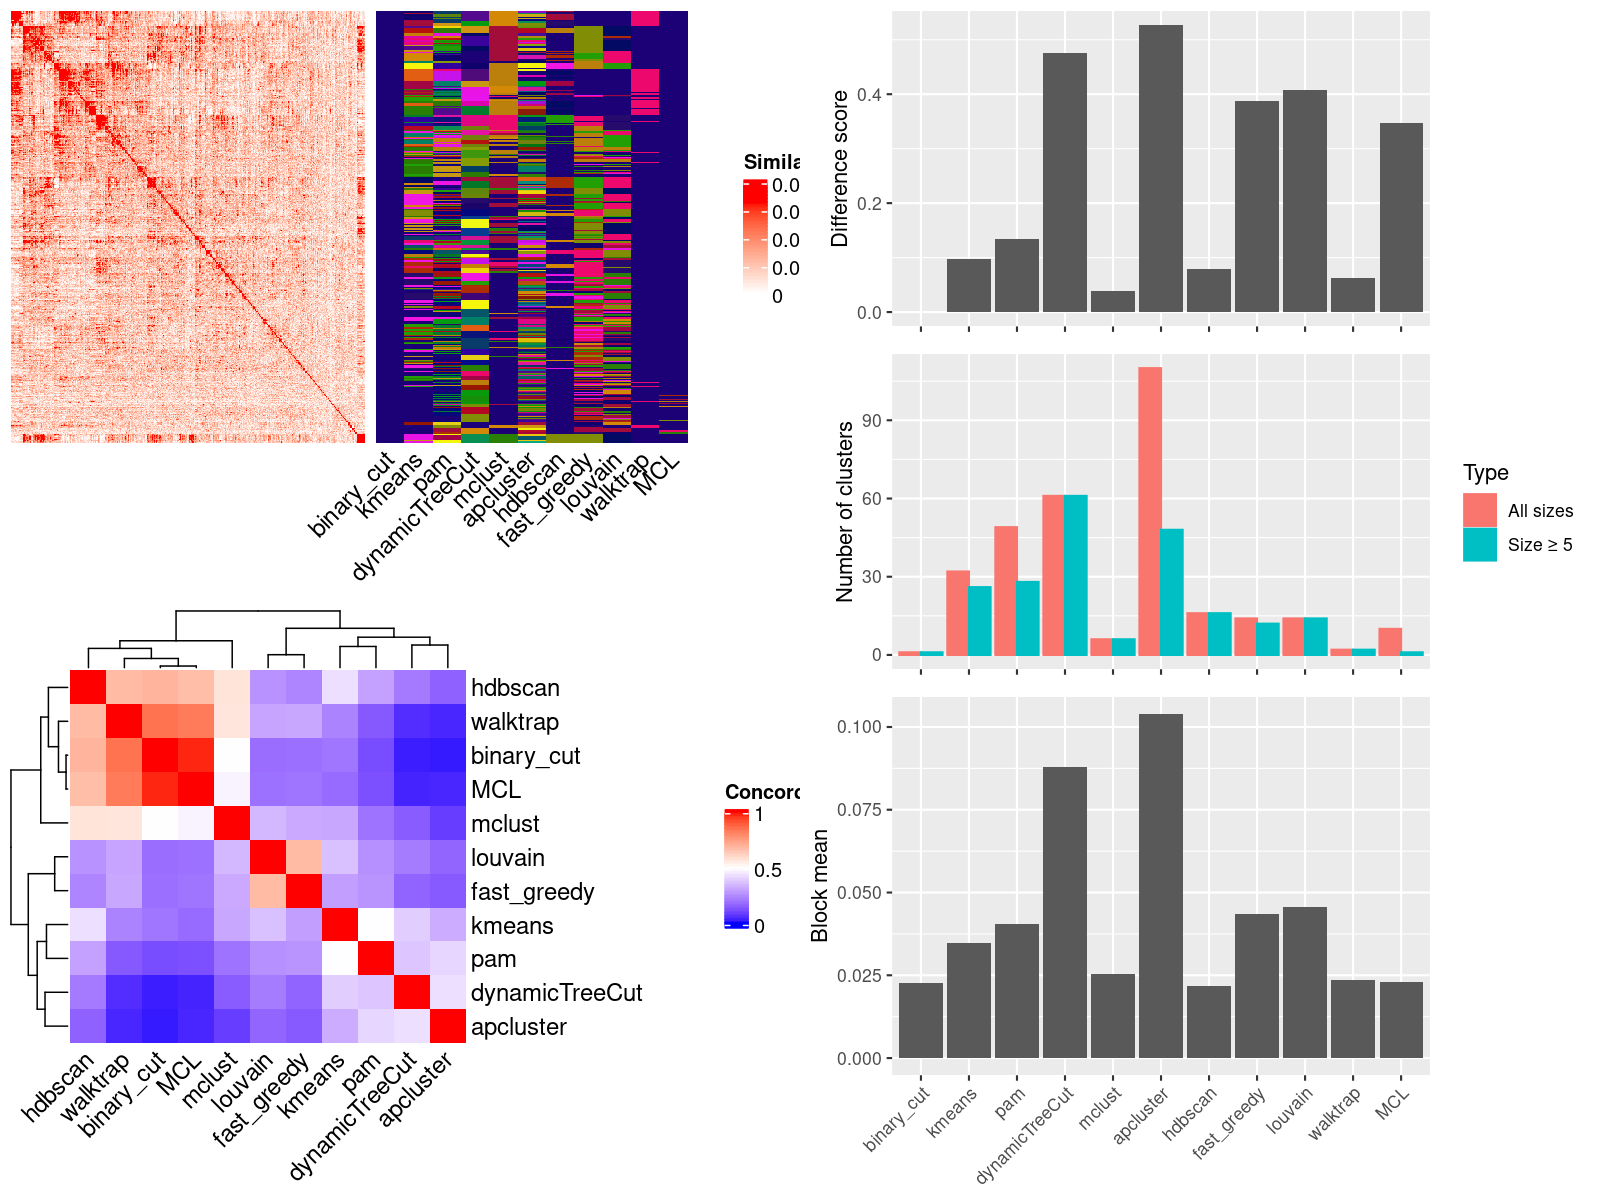 Simila
0.0
0.0
0.0
0.0
0
binary_cut
kmeans
pam
dynamicTreeCut
mclust
apcluster
hdbscan
fast_greedy
louvain
walktrap
MCL
hdbscan
walktrap
binary_cut
MCL
mclust
louvain
fast_greedy
kmeans
pam
dynamicTreeCut
apcluster
hdbscan
walktrap
binary_cut
MCL
mclust
louvain
fast_greedy
kmeans
pam
dynamicTreeCut
apcluster
Concord
1
0.5
0
Difference score
0.4
0.2
0.0
Number of clusters
90
60
30
0
Type
All sizes
Size ≥ 5
Block mean
0.100
0.075
0.050
0.025
0.000
binary_cut
kmeans
pam
dynamicTreeCut
mclust
apcluster
hdbscan
fast_greedy
louvain
walktrap
MCL